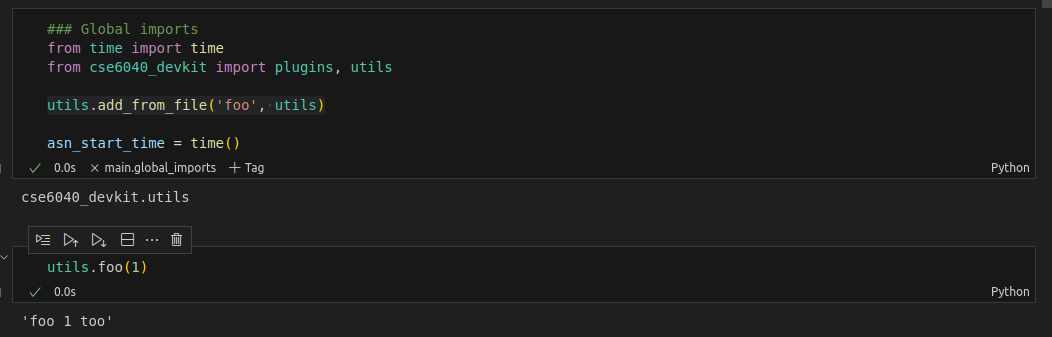 ### Global imports
from time import time
from cse6040_devkit import plugins, utils
utils.add_from_file('foo', utils)
asn_start_time = time()
0.0s
main.global_imports
Tag
Python
cse6040_devkit.utils
utils.foo(1)
0.0s
Python
'foo 1 too'